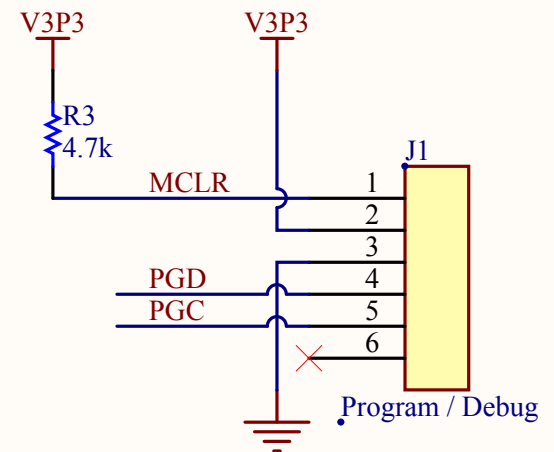 V3P3
V3P3
R3
4.7k
J1
MCLR
1
2
3
PGD
4
PGC
5
6
Program / Debug